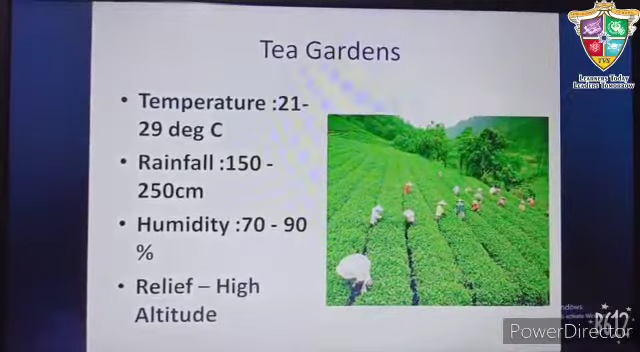 Tea Gardens
• Temperature :21-
29 deg C
• Rainfall :150 -
250cm
• Humidity :70 - 90
%
• Relief – High
Altitude
TVS
LEARNERS TODAY
LEADERS TOMORROW
PowerDirector